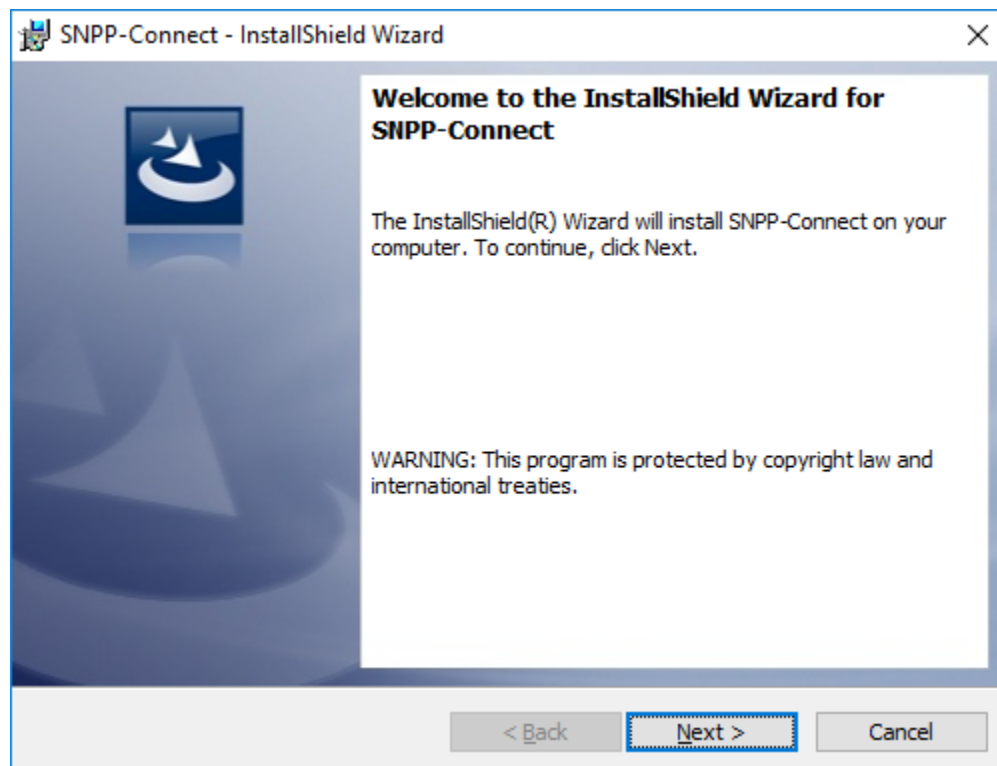 SNPP-Connect - InstallShield Wizard
Welcome to the InstallShield Wizard for
SNPP-Connect
The InstallShield(R) Wizard will install SNPP-Connect on your
computer. To continue, click Next.
WARNING: This program is protected by copyright law and
international treaties.
< Back
Next >
Cancel